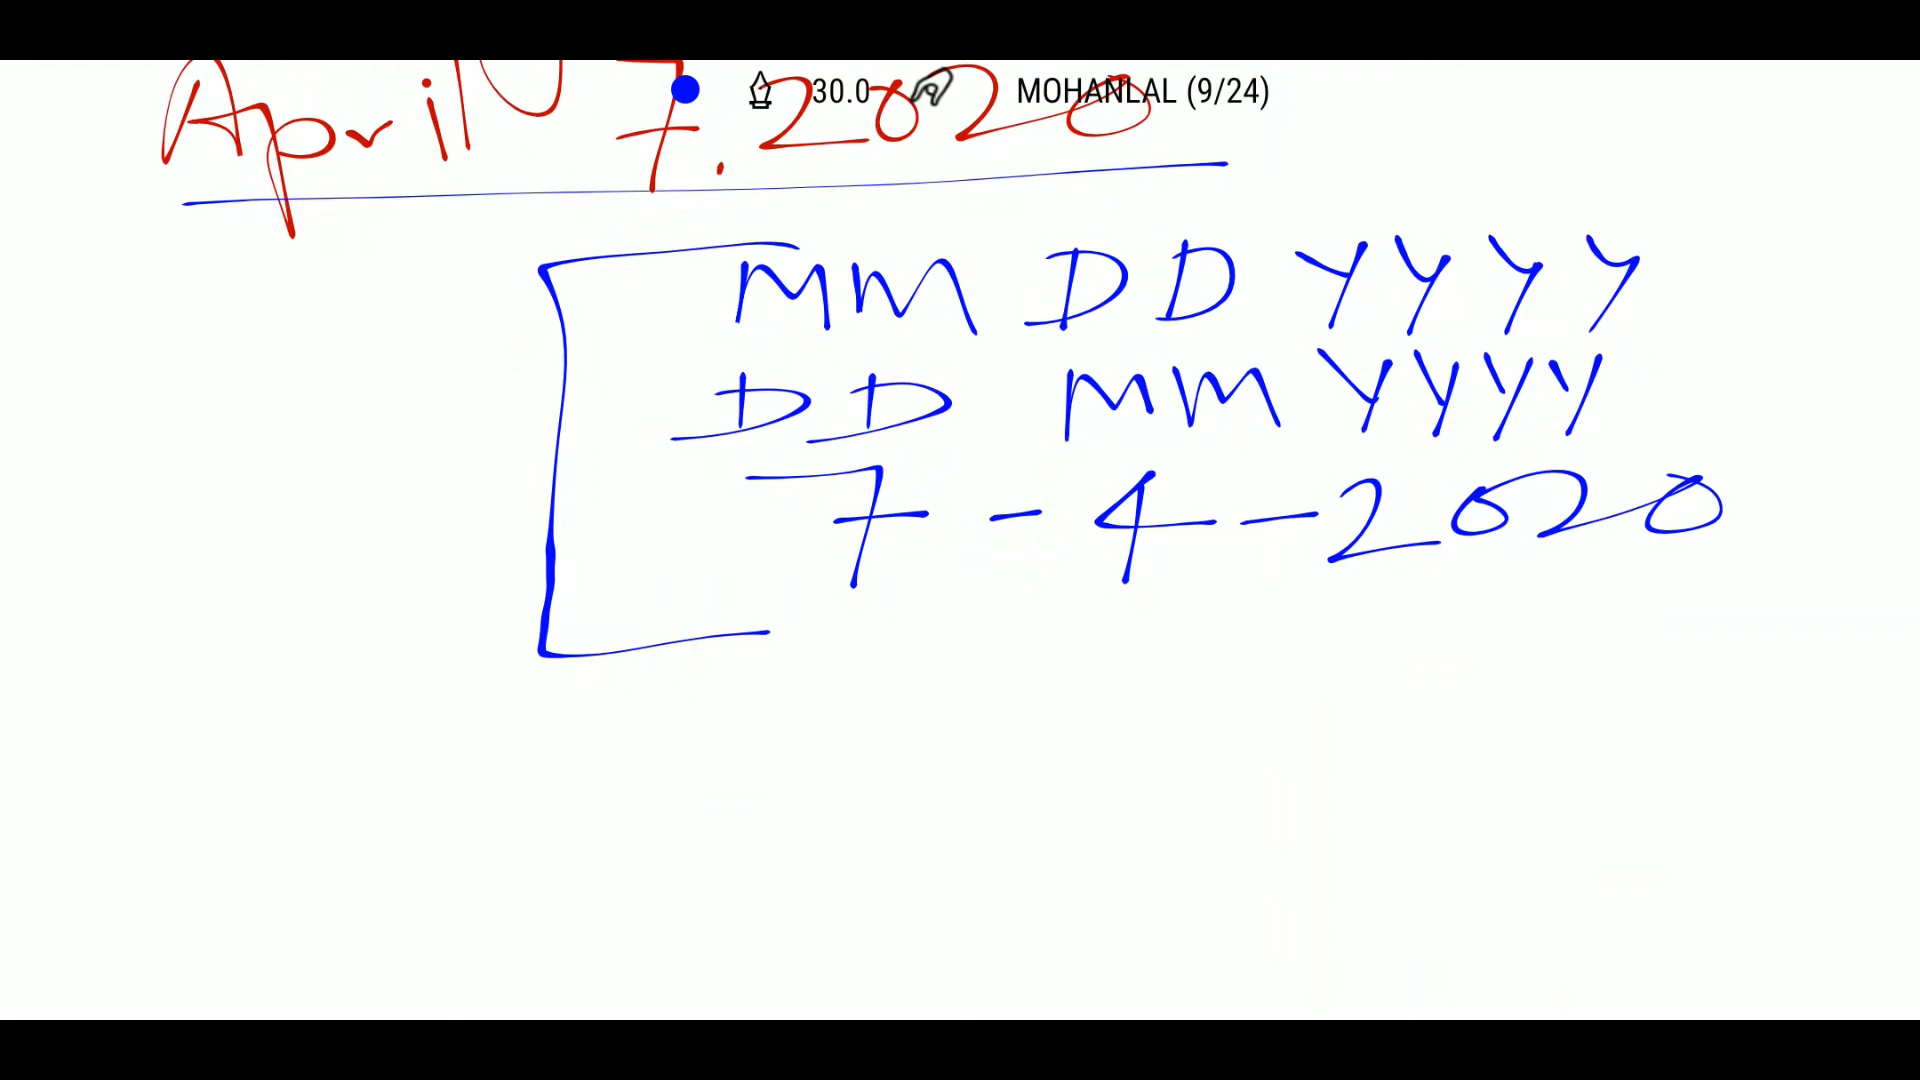 April 7.2020
30.0 MOHANLAL (9/24)
MM DD YYYY
DD MM YYYY
7-4-2020